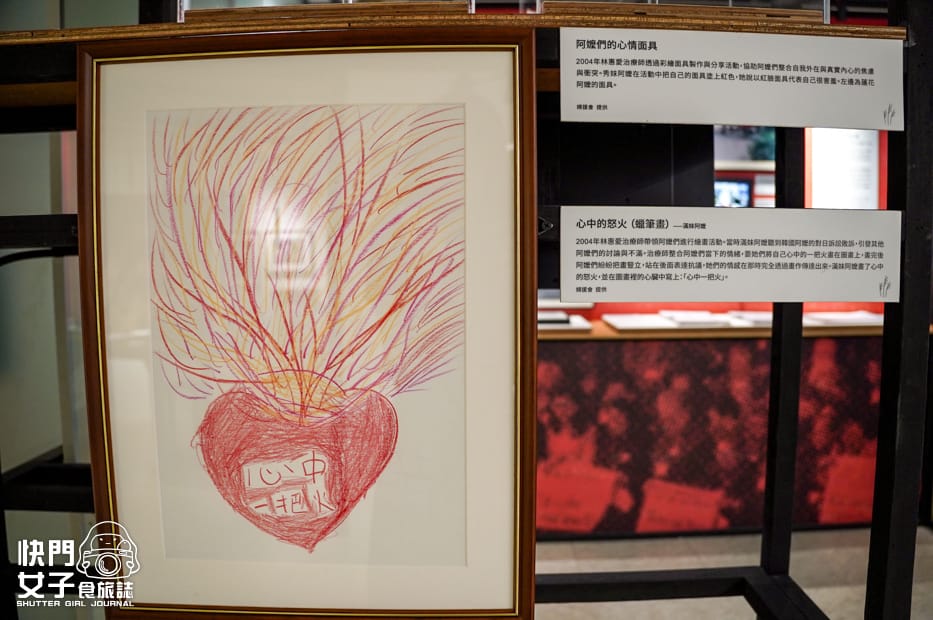 阿嬤們的心情面具
2004年林惠愛治療師透過彩繪面具製作與分享活動，協助阿嬤們整合自我外在與真實內心的焦慮
與衝突。秀妹阿嬤在活動中把自己的面具塗上紅色，她說以紅臉面具代表自己很害羞。左邊為蓮花
阿嬤的面具。
婦援會 提供
心中的怒火（蠟筆畫）——滿妹阿嬤
2004年林惠愛治療師帶領阿嬤們進行繪畫活動。當時滿妹阿嬤聽到韓國阿嬤的對日訴訟敗訴，引發其他
阿嬤們的討論與不滿。治療師整合阿嬤們當下的情緒，要她們將自己心中的一把火畫在圖畫上，畫完後
阿嬤們紛紛把畫豎立，站在後面表達抗議。她們的情感在那時完全透過畫作傳達出來。滿妹阿嬤畫了心中
的怒火，並在圖畫裡的心臟中寫上：「心中一把火」。
婦援會 提供
心中
一把火
快門
女子食旅誌
SHUTTER GIRL JOURNAL